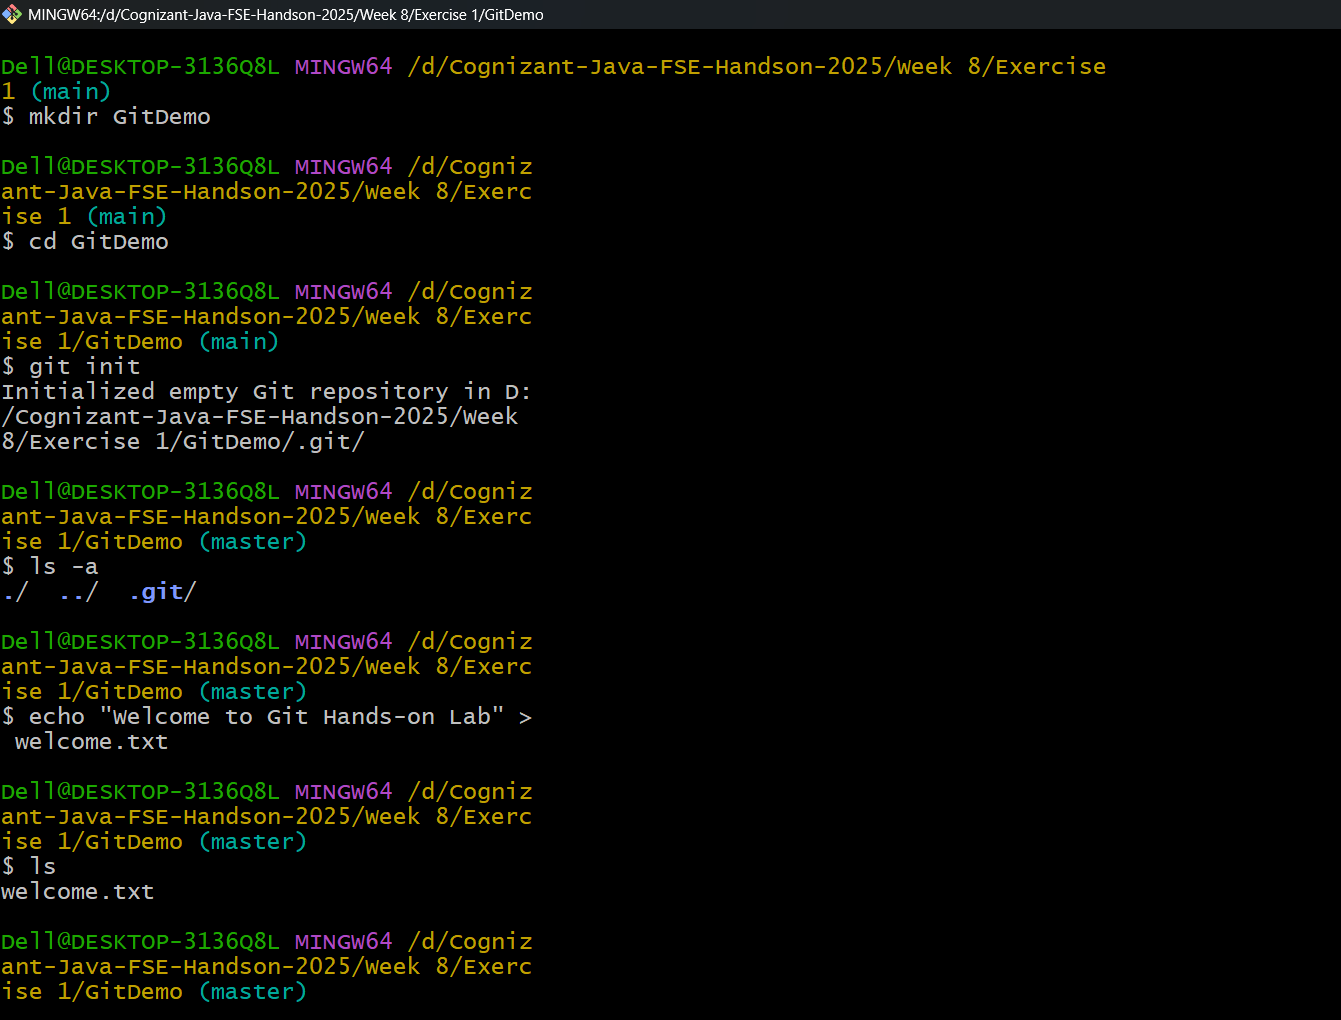 MINGW64:/d/Cognizant-Java-FSE-Handson-2025/Week 8/Exercise 1/GitDemo
Dell@DESKTOP-3136Q8L MINGW64 /d/Cognizant-Java-FSE-Handson-2025/Week 8/Exercise
1 (main)
$ mkdir GitDemo
Dell@DESKTOP-3136Q8L MINGW64 /d/Cogniz
ant-Java-FSE-Handson-2025/Week 8/Exerc
ise 1 (main)
$ cd GitDemo
Dell@DESKTOP-3136Q8L MINGW64 /d/Cogniz
ant-Java-FSE-Handson-2025/Week 8/Exerc
ise 1/GitDemo (main)
$ git init
Initialized empty Git repository in D:
/Cognizant-Java-FSE-Handson-2025/Week
8/Exercise 1/GitDemo/.git/
Dell@DESKTOP-3136Q8L MINGW64 /d/Cogniz
ant-Java-FSE-Handson-2025/Week 8/Exerc
ise 1/GitDemo (master)
$ ls -a
./  ../  .git/
Dell@DESKTOP-3136Q8L MINGW64 /d/Cogniz
ant-Java-FSE-Handson-2025/Week 8/Exerc
ise 1/GitDemo (master)
$ echo "Welcome to Git Hands-on Lab" >
welcome.txt
Dell@DESKTOP-3136Q8L MINGW64 /d/Cogniz
ant-Java-FSE-Handson-2025/Week 8/Exerc
ise 1/GitDemo (master)
$ ls
welcome.txt
Dell@DESKTOP-3136Q8L MINGW64 /d/Cogniz
ant-Java-FSE-Handson-2025/Week 8/Exerc
ise 1/GitDemo (master)